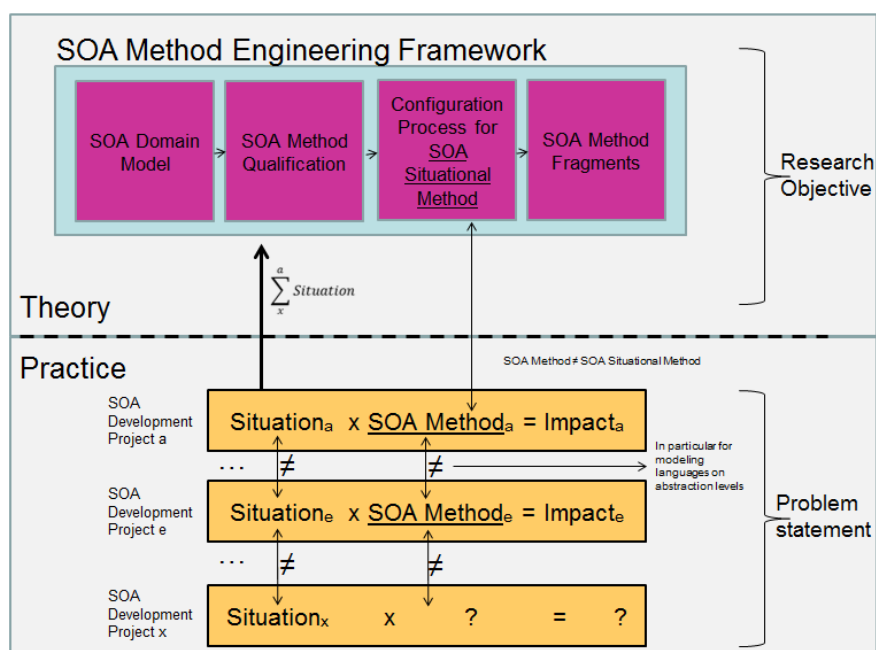 SOA Method Engineering Framework
SOA Domain
Model
SOA Method
Qualification
Configuration
Process for
SOA
Situational
Method
SOA Method
Fragments
Research
Objective
a
∑ Situation
x
Theory
Practice
SOA Method ≠ SOA Situational Method
SOA
Development
Project a
Situationₐ x SOA Methodₐ = Impactₐ
... ≠ ≠
In particular for
modeling
languages on
abstraction levels
SOA
Development
Project e
Situationₑ x SOA Methodₑ = Impactₑ
Problem
statement
... ≠ ≠
SOA
Development
Project x
Situationₓ x ? = ?